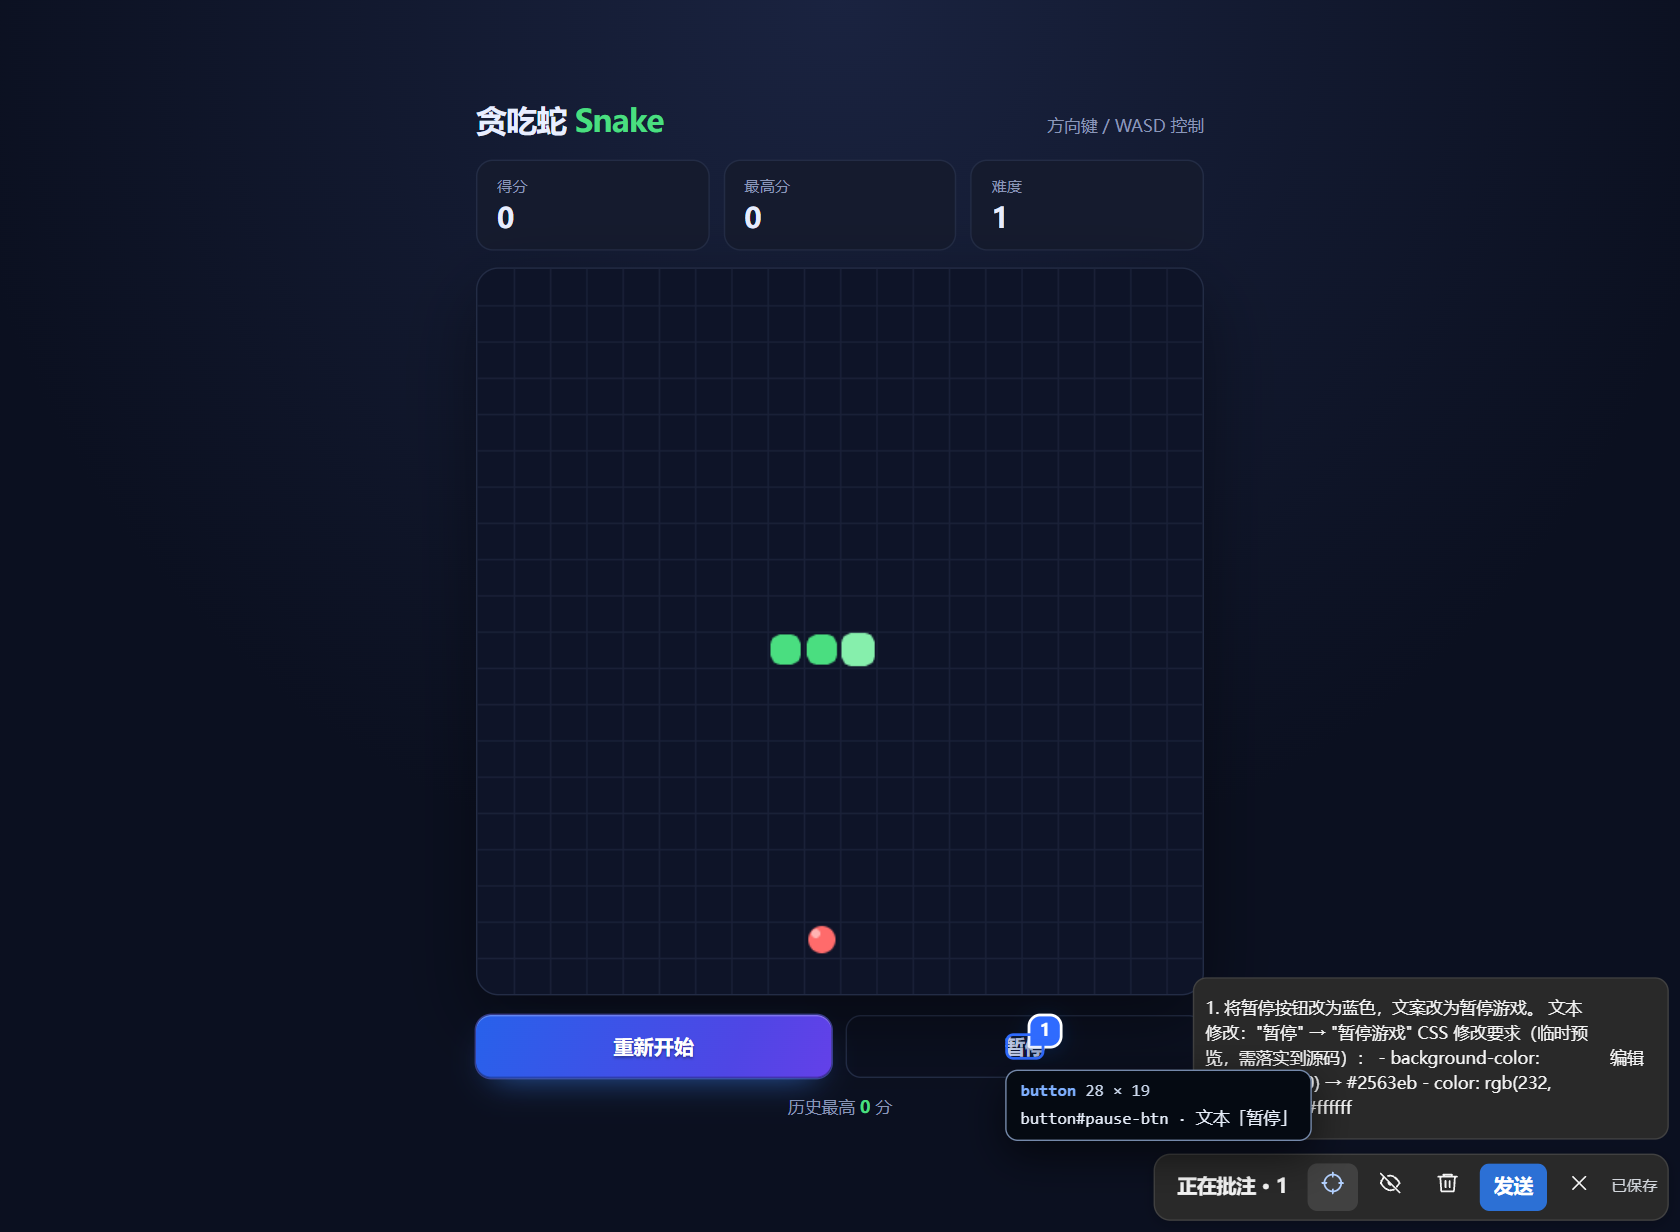 贪吃蛇 Snake
方向键 / WASD 控制
得分
0
最高分
0
难度
1
重新开始
暂停
1
历史最高 0 分
1. 将暂停按钮改为蓝色，文案改为暂停游戏。 文本
修改："暂停" → "暂停游戏" CSS 修改要求（临时预
览，需落实到源码）： - background-color:
) → #2563eb - color: rgb(232,
#ffffff
编辑
button 28 × 19
button#pause-btn · 文本「暂停」
正在批注 • 1
发送
已保存